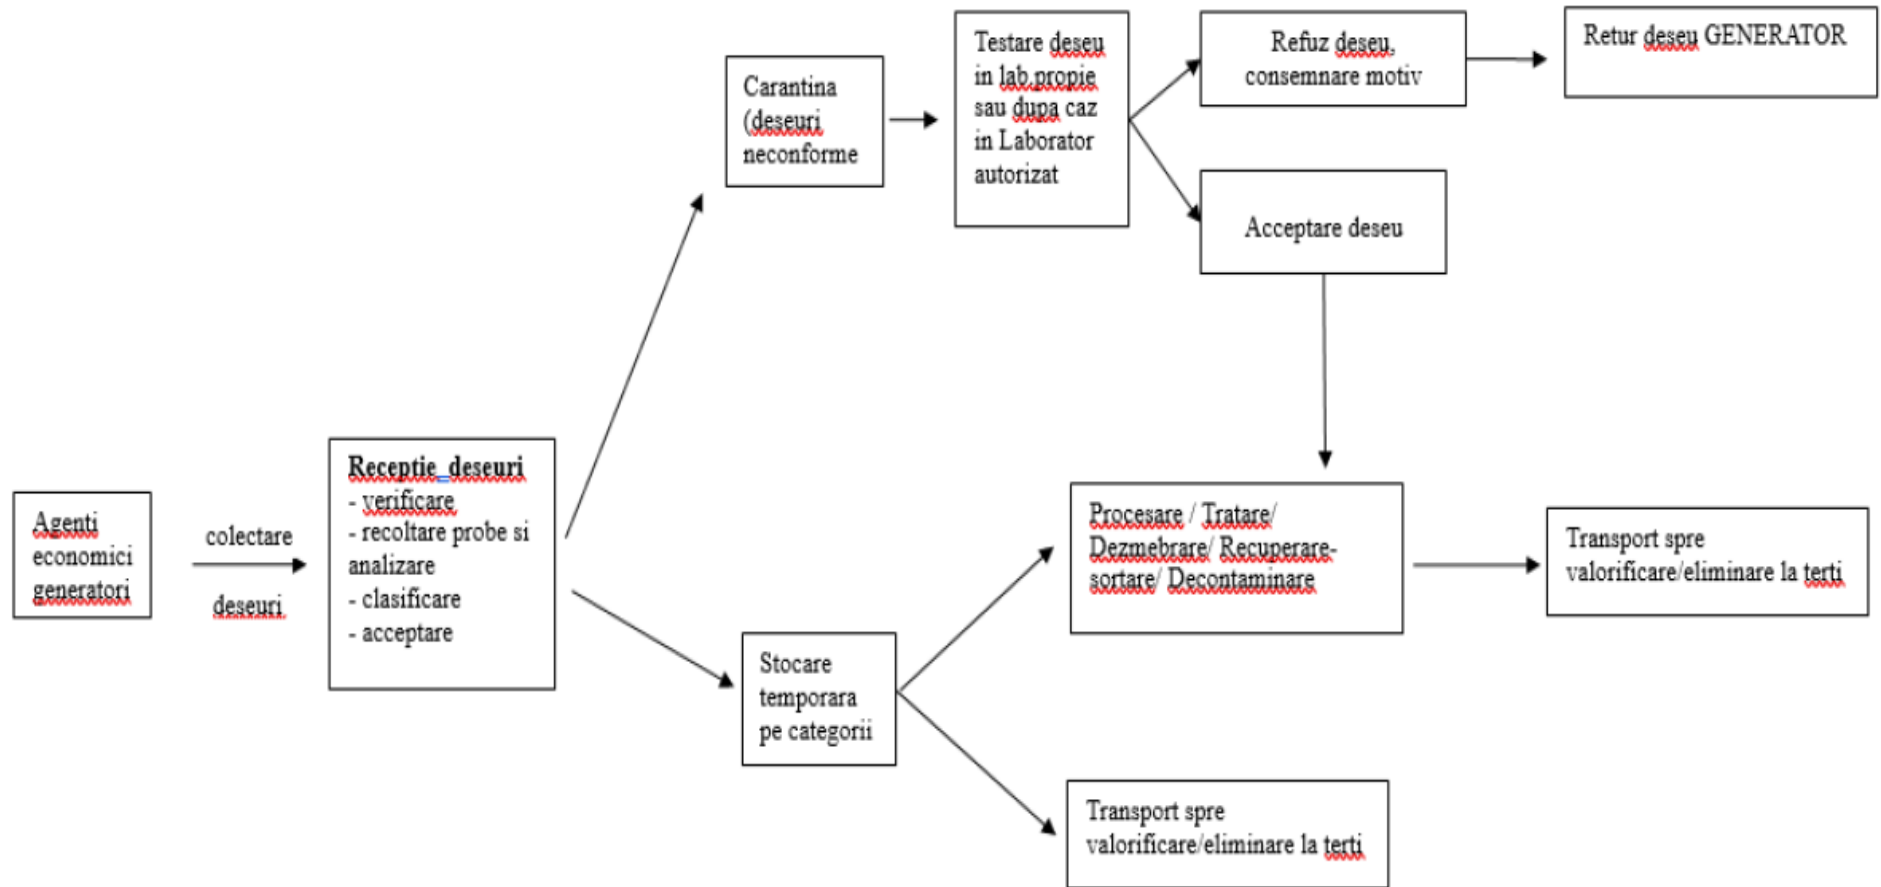 Agenti
economici
generatori
colectare
deseuri
Receptie_deseuri
- verificare
- recoltare probe si
analizare
- clasificare
- acceptare
Carantina
(deseuri
neconforme
Testare deseu
in lab.propie
sau dupa caz
in Laborator
autorizat
Refuz deseu,
consemnare motiv
Retur deseu GENERATOR
Acceptare deseu
Stocare
temporara
pe categorii
Procesare / Tratare/
Dezmebrare/ Recuperare-
sortare/ Decontaminare
Transport spre
valorificare/eliminare la terti
Transport spre
valorificare/eliminare la terti